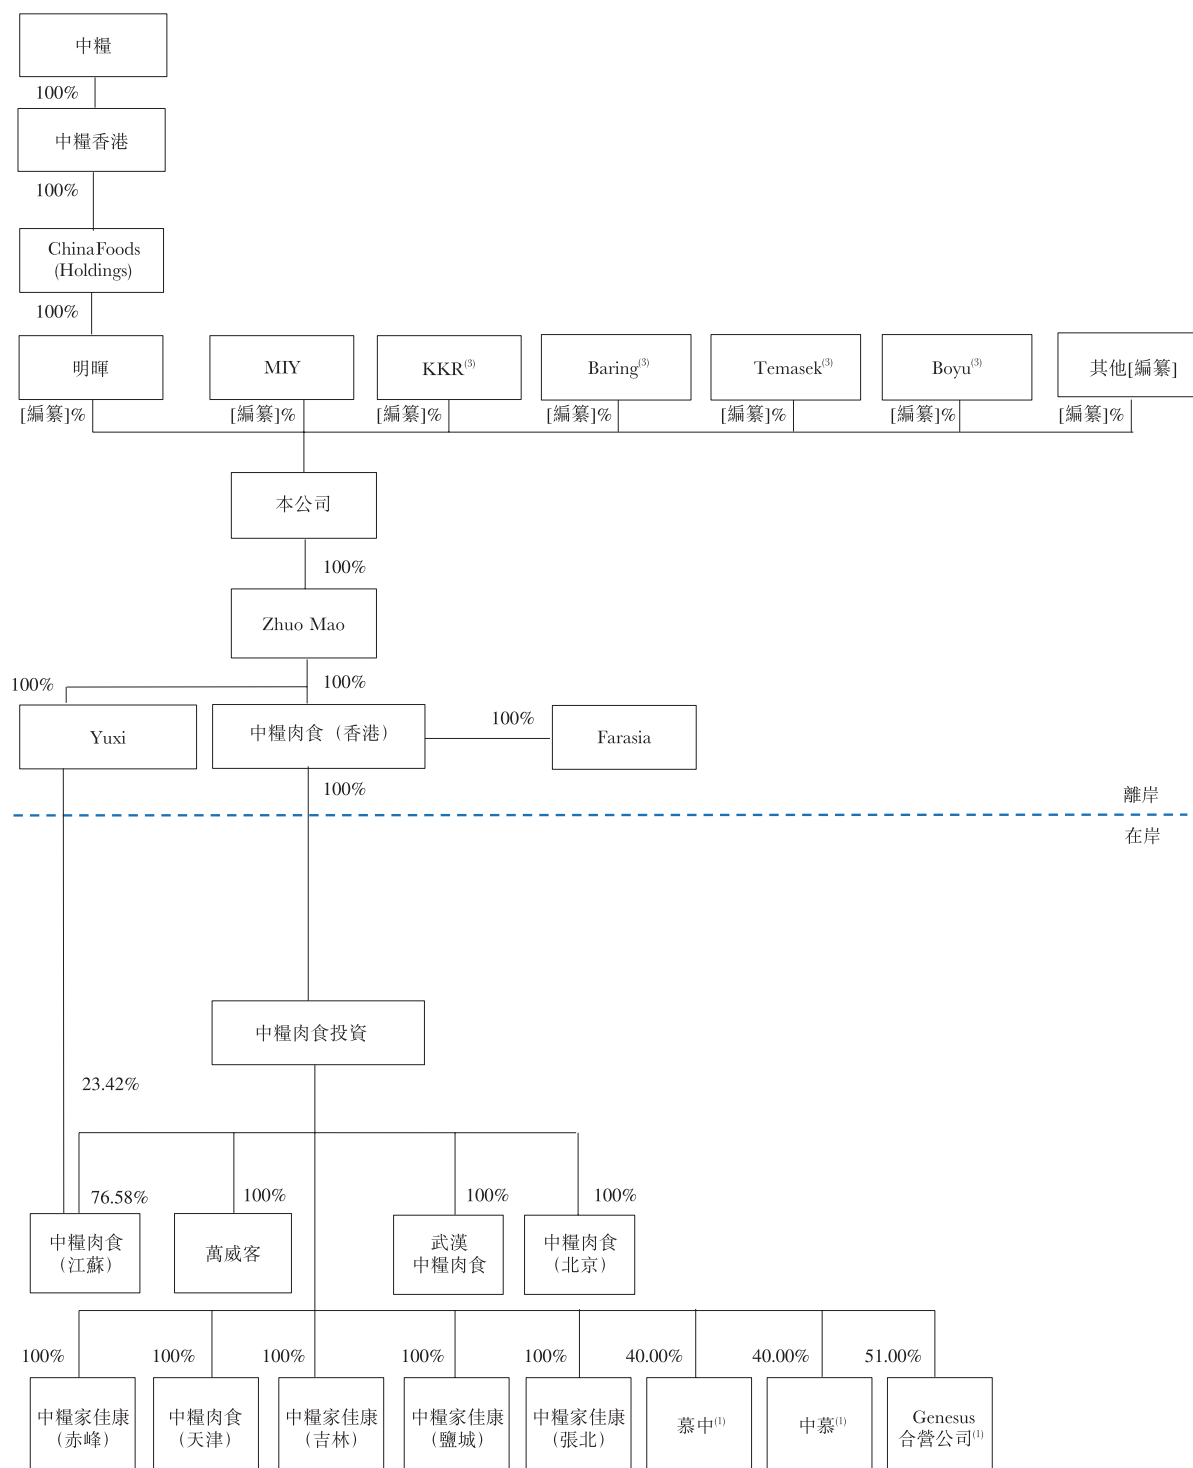 中糧
100%
中糧香港
100%
ChinaFoods
(Holdings)
100%
明暉
MIY
KKR(3)
Baring(3)
Temasek(3)
Boyu(3)
其他[編纂]
[編纂]%
[編纂]%
[編纂]%
[編纂]%
[編纂]%
[編纂]%
[編纂]%
本公司
100%
Zhuo Mao
100%
100%
Yuxi
中糧肉食（香港）
100%
Farasia
100%
離岸
在岸
中糧肉食投資
23.42%
76.58%
100%
100%
100%
中糧肉食
（江蘇）
萬威客
武漢
中糧肉食
中糧肉食
（北京）
100%
100%
100%
100%
100%
40.00%
40.00%
51.00%
中糧家佳康
（赤峰）
中糧肉食
（天津）
中糧家佳康
（吉林）
中糧家佳康
（鹽城）
中糧家佳康
（張北）
慕中(1)
中慕(1)
Genesus
合營公司(1)